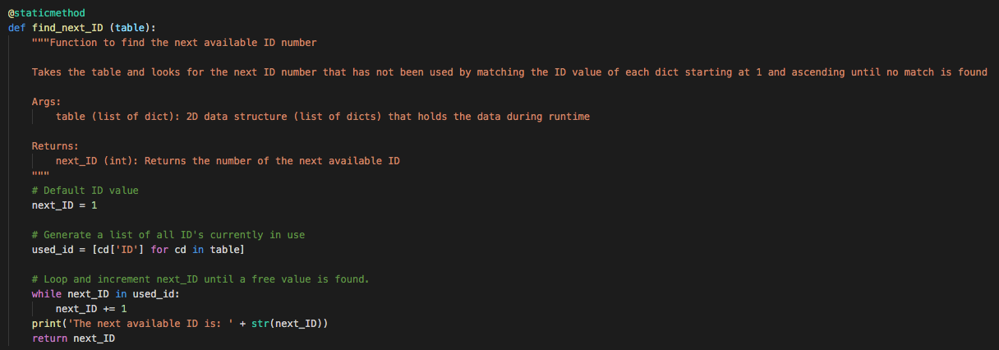 @staticmethod
def find_next_ID (table):
    """Function to find the next available ID number

    Takes the table and looks for the next ID number that has not been used by matching the ID value of each dict starting at 1 and ascending until no match is found

    Args:
        table (list of dict): 2D data structure (list of dicts) that holds the data during runtime

    Returns:
        next_ID (int): Returns the number of the next available ID
    """
    # Default ID value
    next_ID = 1

    # Generate a list of all ID's currently in use
    used_id = [cd['ID'] for cd in table]

    # Loop and increment next_ID until a free value is found.
    while next_ID in used_id:
        next_ID += 1
    print('The next available ID is: ' + str(next_ID))
    return next_ID